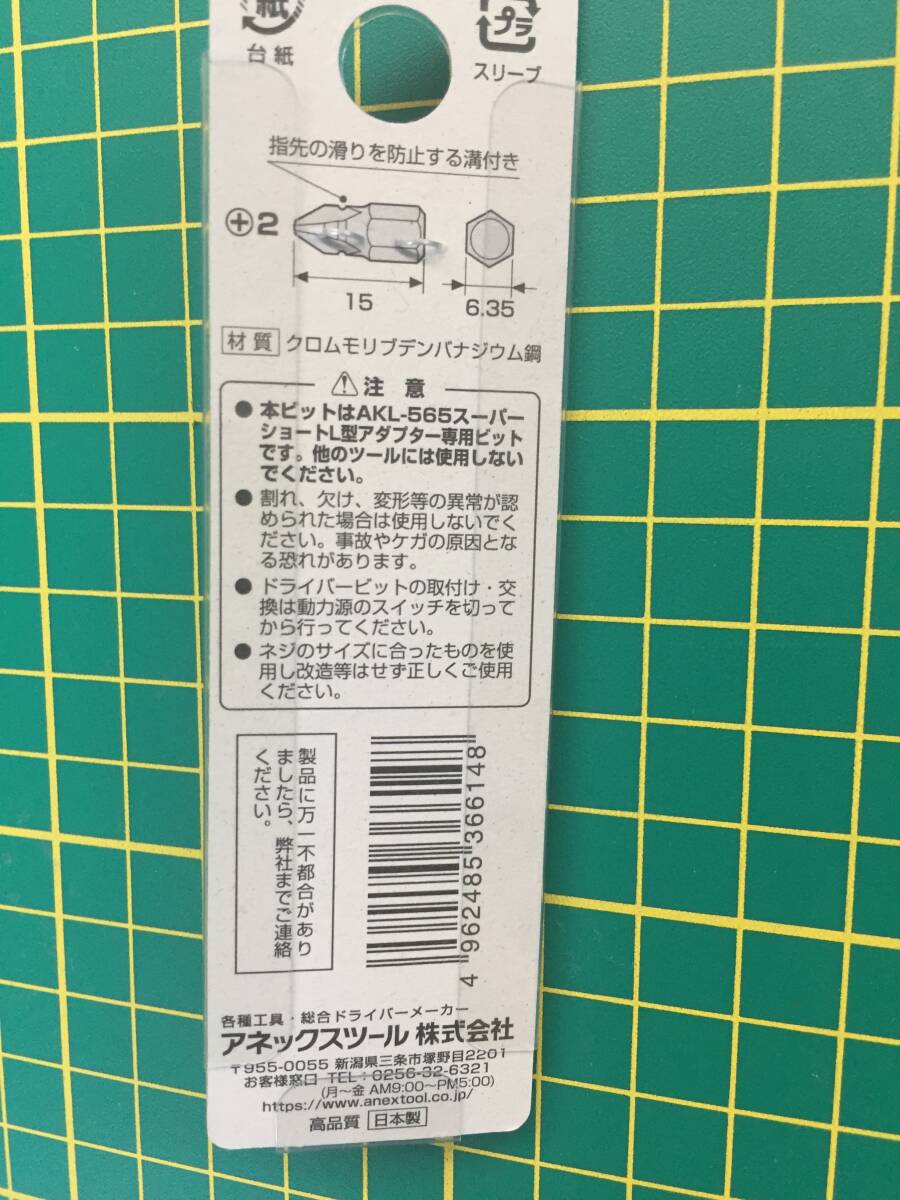 紙
台紙
プラ
スリーブ
指先の滑りを防止する溝付き
⊕2
15
6.35
材質 クロムモリブデンバナジウム鋼
⚠注 意
● 本ビットはAKL-565スーパー
ショートL型アダプター専用ビット
です。他のツールには使用しない
でください。
● 割れ、欠け、変形等の異常が認
められた場合は使用しないでく
ださい。事故やケガの原因とな
る恐れがあります。
● ドライバービットの取付け・交
換は動力源のスイッチを切って
から行ってください。
● ネジのサイズに合ったものを使
用し改造等はせず正しくご使用
ください。
製品に万一不都合があり
ましたら、弊社までご連絡
ください。
4 962485 366148
各種工具・総合ドライバーメーカー
アネックスツール 株式会社
〒955-0055 新潟県三条市塚野目2201
お客様窓口 TEL:0256-32-6321
(月〜金 AM9:00〜PM5:00)
https://www.anextool.co.jp/
高品質 日本製